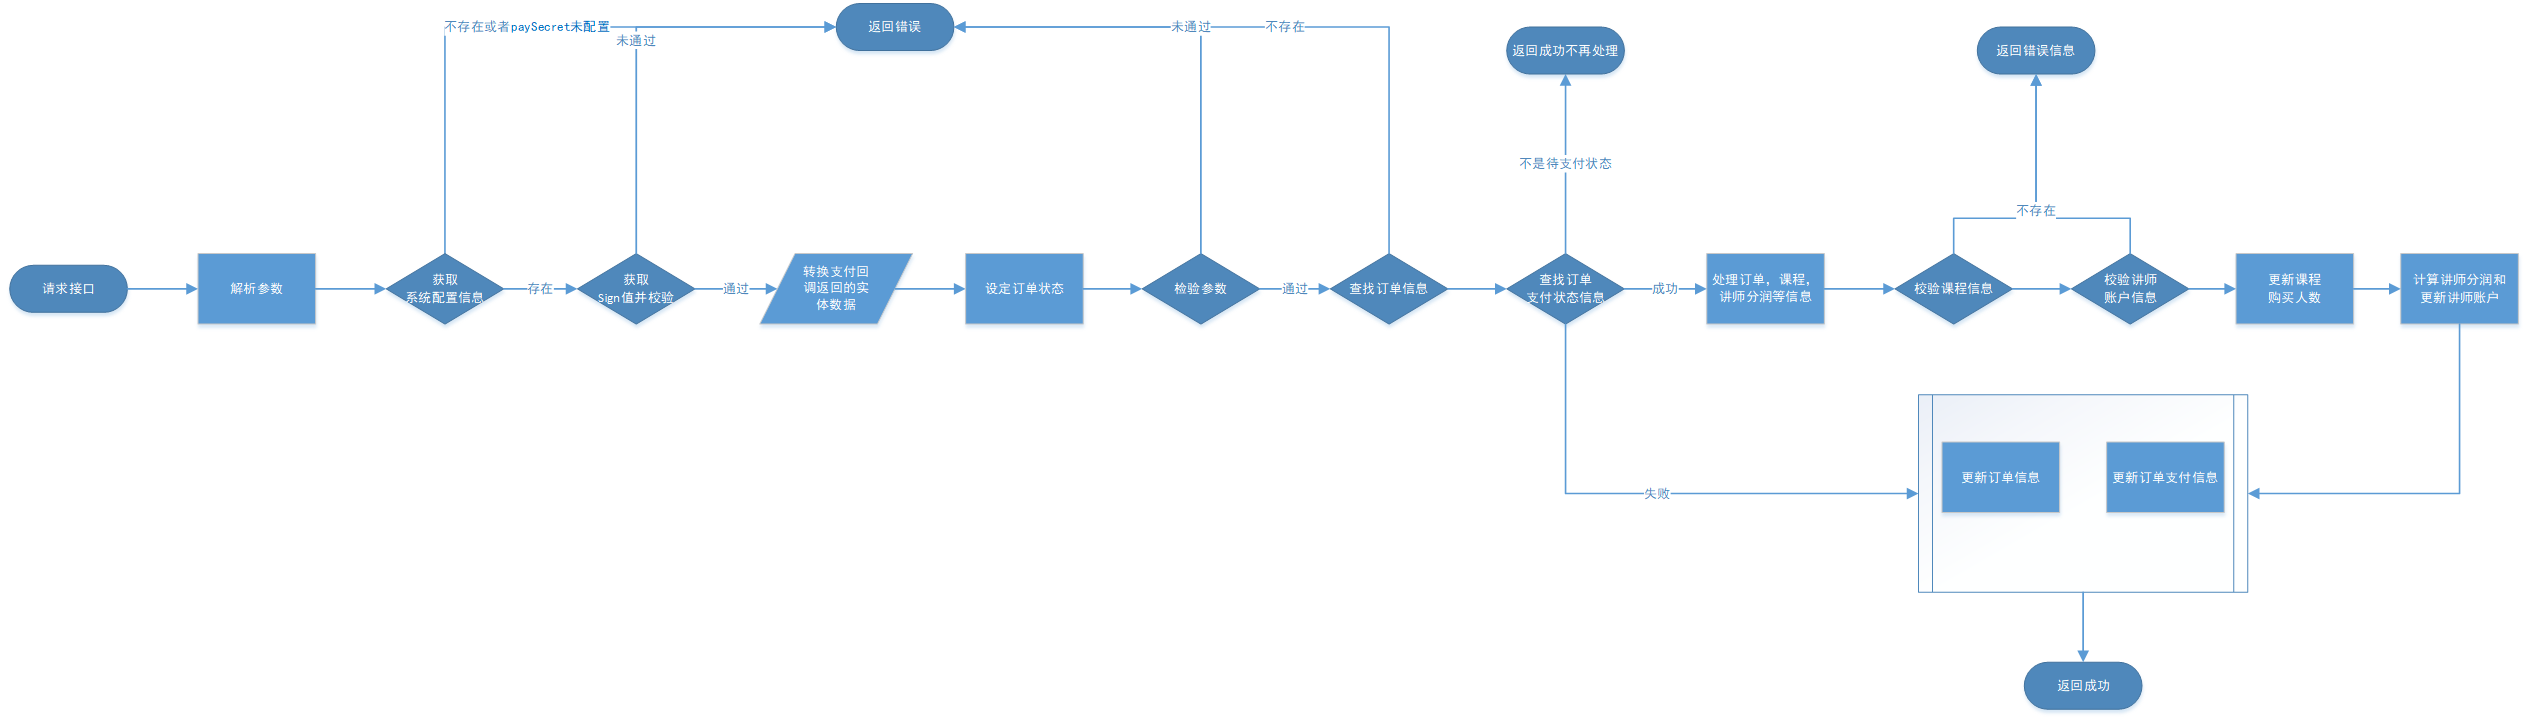 不存在或者paySecret未配置
未通过
返回错误
未通过
不存在
返回成功不再处理
返回错误信息
不是待支付状态
不存在
请求接口
解析参数
获取
系统配置信息
存在
获取
Sign值并校验
通过
转换支付回
调返回的实
体数据
设定订单状态
检验参数
通过
查找订单信息
查找订单
支付状态信息
成功
处理订单，课程，
讲师分润等信息
校验课程信息
校验讲师
账户信息
更新课程
购买人数
计算讲师分润和
更新讲师账户
失败
更新订单信息
更新订单支付信息
返回成功